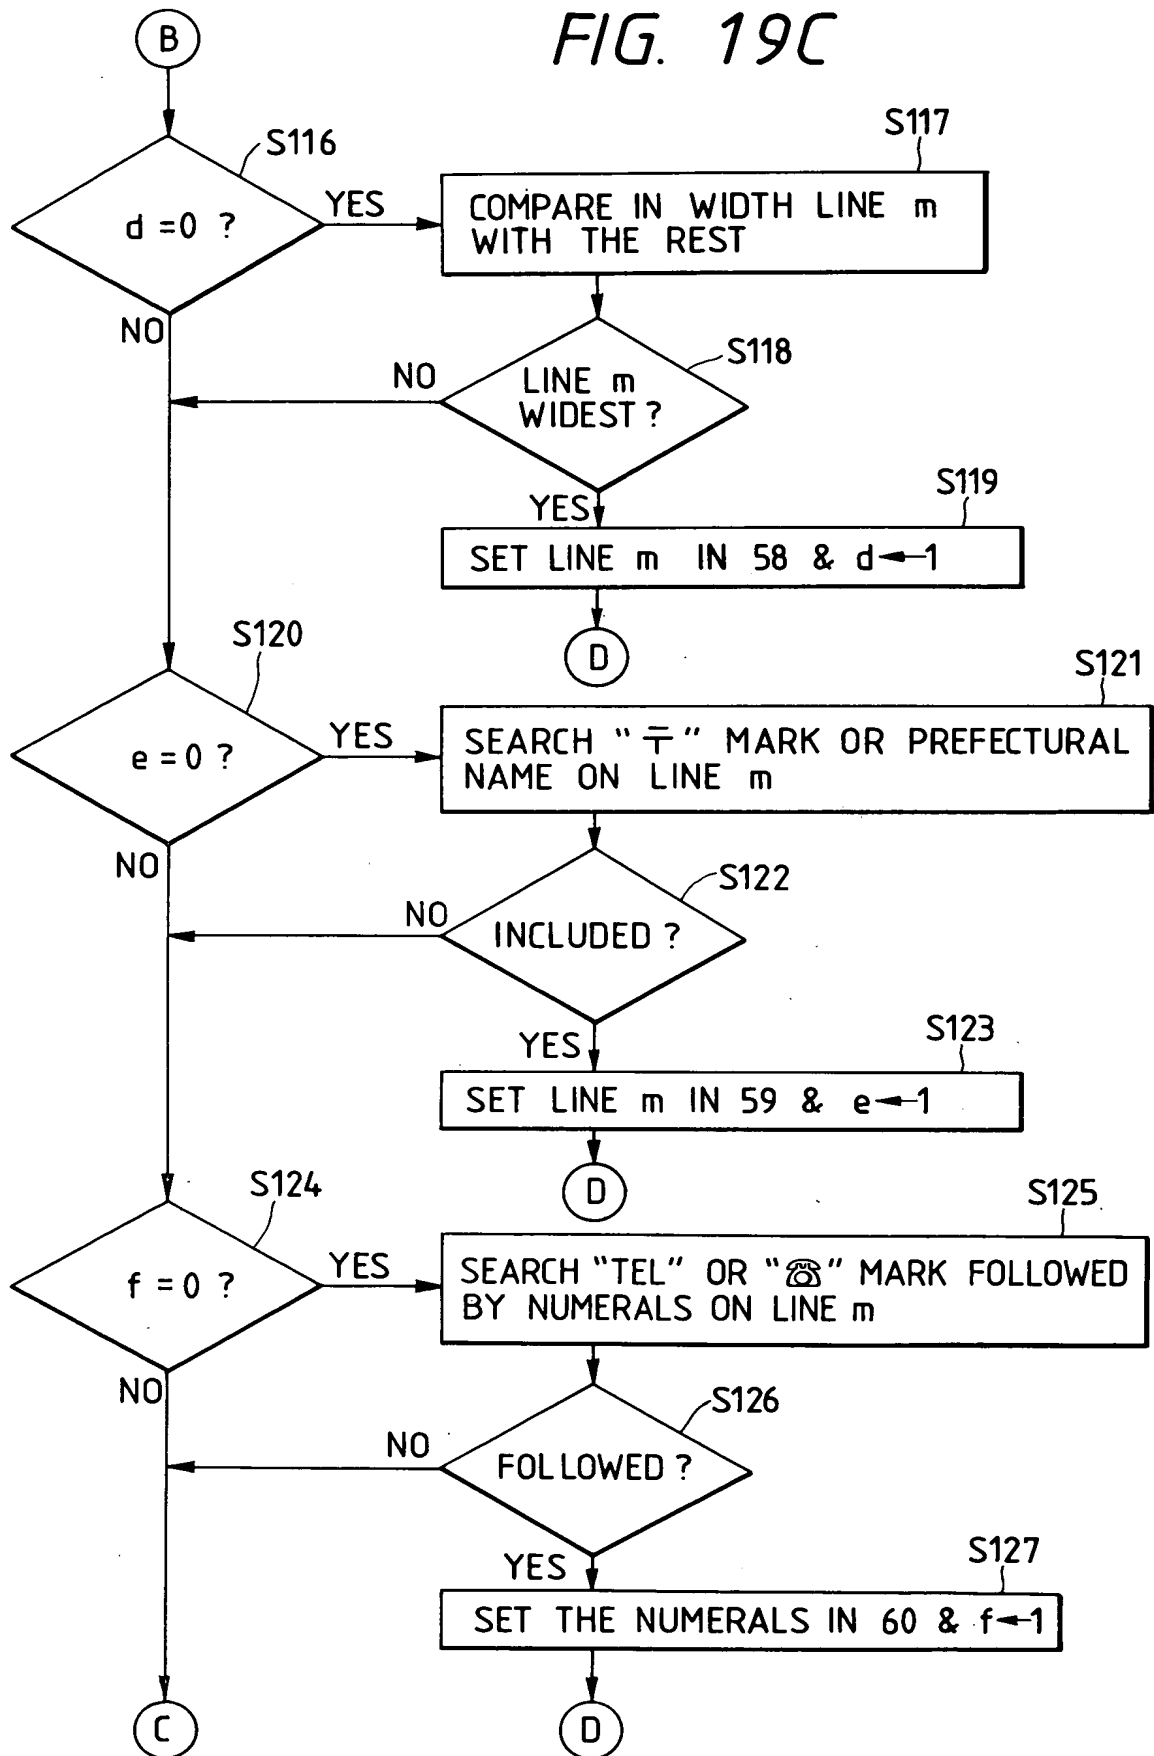 FIG. 19C
B
S116
d=0 ?
YES
NO
S117
COMPARE IN WIDTH LINE m
WITH THE REST
S118
LINE m
WIDEST ?
NO
YES
S119
SET LINE m IN 58 & d←1
D
S120
e=0 ?
YES
NO
S121
SEARCH "〒" MARK OR PREFECTURAL
NAME ON LINE m
S122
INCLUDED ?
NO
YES
S123
SET LINE m IN 59 & e←1
D
S124
f=0 ?
YES
NO
S125
SEARCH "TEL" OR "☎" MARK FOLLOWED
BY NUMERALS ON LINE m
S126
FOLLOWED ?
NO
YES
S127
SET THE NUMERALS IN 60 & f←1
C
D